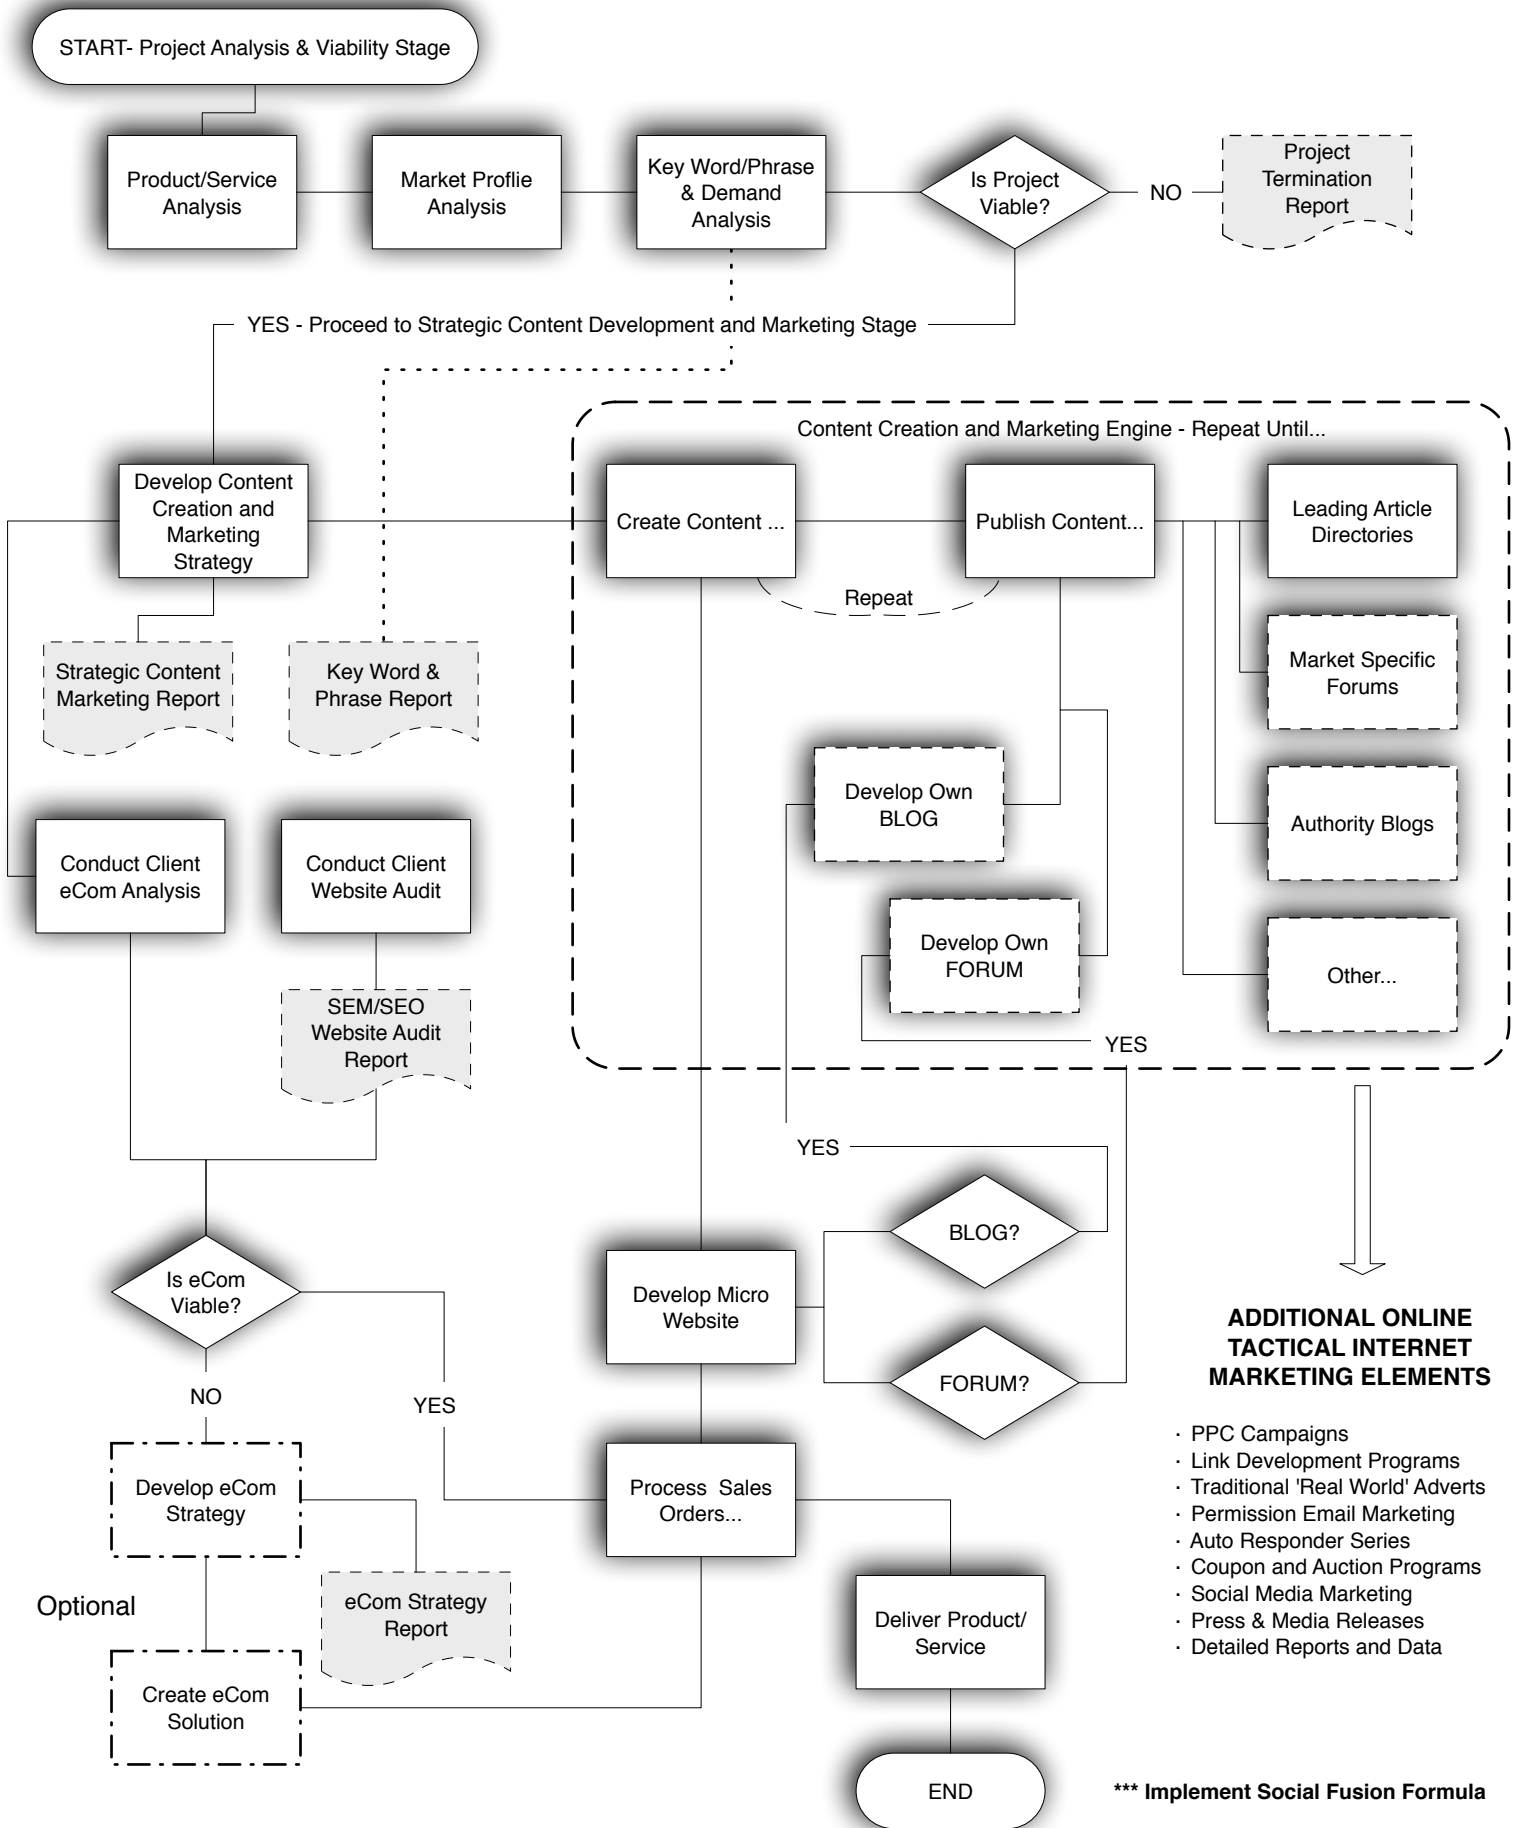 START- Project Analysis & Viability Stage
Product/Service
Analysis
Market Proflie
Analysis
Key Word/Phrase
& Demand
Analysis
Is Project
Viable?
NO
Project
Termination
Report
YES - Proceed to Strategic Content Development and Marketing Stage
Content Creation and Marketing Engine - Repeat Until...
Develop Content
Creation and
Marketing
Strategy
Create Content ...
Publish Content...
Leading Article
Directories
Repeat
Strategic Content
Marketing Report
Key Word &
Phrase Report
Market Specific
Forums
Develop Own
BLOG
Authority Blogs
Conduct Client
eCom Analysis
Conduct Client
Website Audit
Develop Own
FORUM
Other...
SEM/SEO
Website Audit
Report
YES
YES
BLOG?
Is eCom
Viable?
Develop Micro
Website
FORUM?
ADDITIONAL ONLINE
TACTICAL INTERNET
MARKETING ELEMENTS
NO
YES
· PPC Campaigns
· Link Development Programs
· Traditional 'Real World' Adverts
· Permission Email Marketing
· Auto Responder Series
· Coupon and Auction Programs
· Social Media Marketing
· Press & Media Releases
· Detailed Reports and Data
Develop eCom
Strategy
Process  Sales
Orders...
Optional
eCom Strategy
Report
Deliver Product/
Service
Create eCom
Solution
END
*** Implement Social Fusion Formula